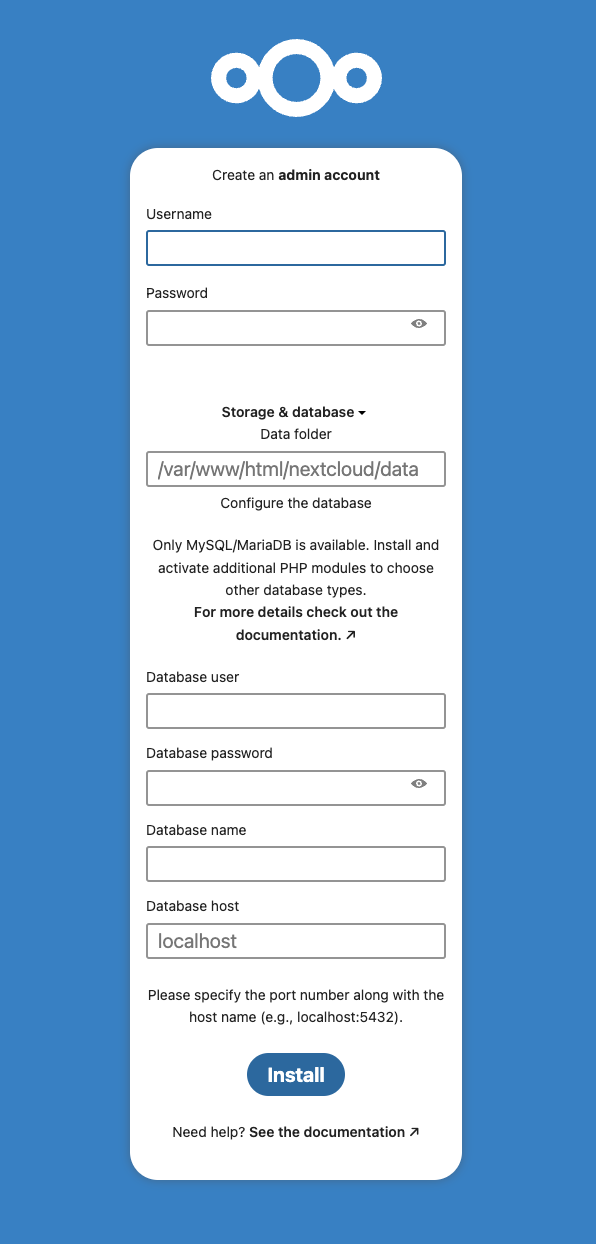 Create an admin account
Username
Password
Storage & database
Data folder
/var/www/html/nextcloud/data
Configure the database
Only MySQL/MariaDB is available. Install and
activate additional PHP modules to choose
other database types.
For more details check out the
documentation. ↗
Database user
Database password
Database name
Database host
localhost
Please specify the port number along with the
host name (e.g., localhost:5432).
Install
Need help? See the documentation ↗